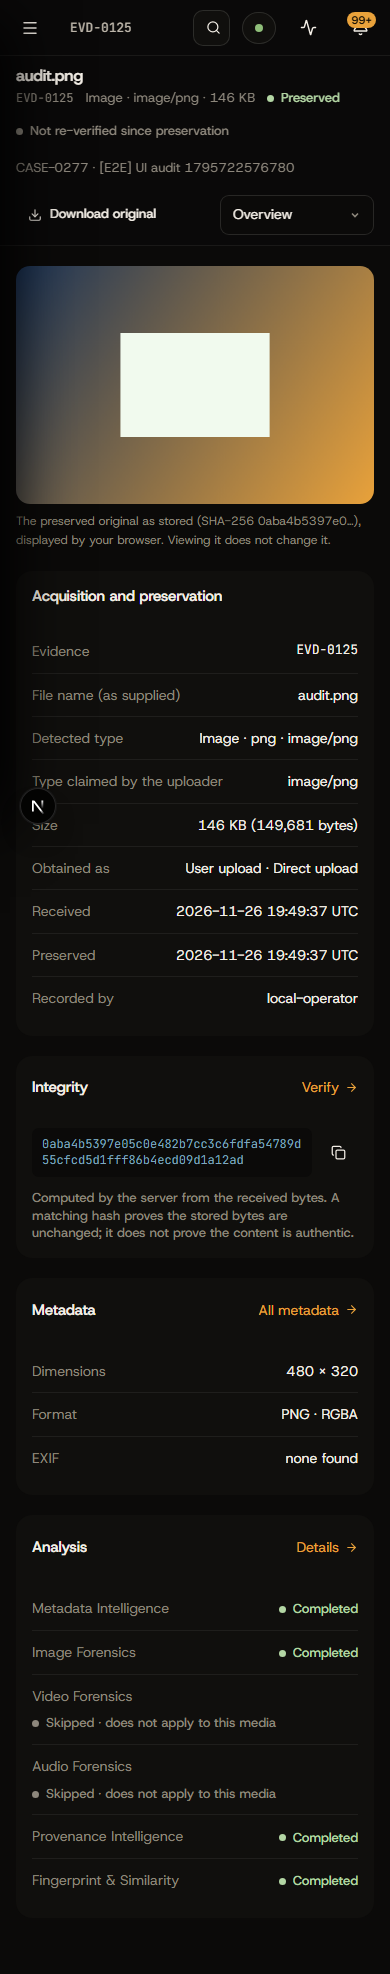 EVD-0125
99+
audit.png
EVD-0125 Image · image/png · 146 KB Preserved
Not re-verified since preservation
CASE-0277 · [E2E] UI audit 1795722576780
Download original
Overview
The preserved original as stored (SHA-256 0aba4b5397e0…),
displayed by your browser. Viewing it does not change it.
Acquisition and preservation
Evidence EVD-0125
File name (as supplied) audit.png
Detected type Image · png · image/png
Type claimed by the uploader image/png
N
Size 146 KB (149,681 bytes)
Obtained as User upload · Direct upload
Received 2026-11-26 19:49:37 UTC
Preserved 2026-11-26 19:49:37 UTC
Recorded by local-operator
Integrity Verify →
0aba4b5397e05c0e482b7cc3c6fdfa54789d
55cfcd5d1fff86b4ecd09d1a12ad
Computed by the server from the received bytes. A
matching hash proves the stored bytes are
unchanged; it does not prove the content is authentic.
Metadata All metadata →
Dimensions 480 × 320
Format PNG · RGBA
EXIF none found
Analysis Details →
Metadata Intelligence Completed
Image Forensics Completed
Video Forensics
Skipped · does not apply to this media
Audio Forensics
Skipped · does not apply to this media
Provenance Intelligence Completed
Fingerprint & Similarity Completed